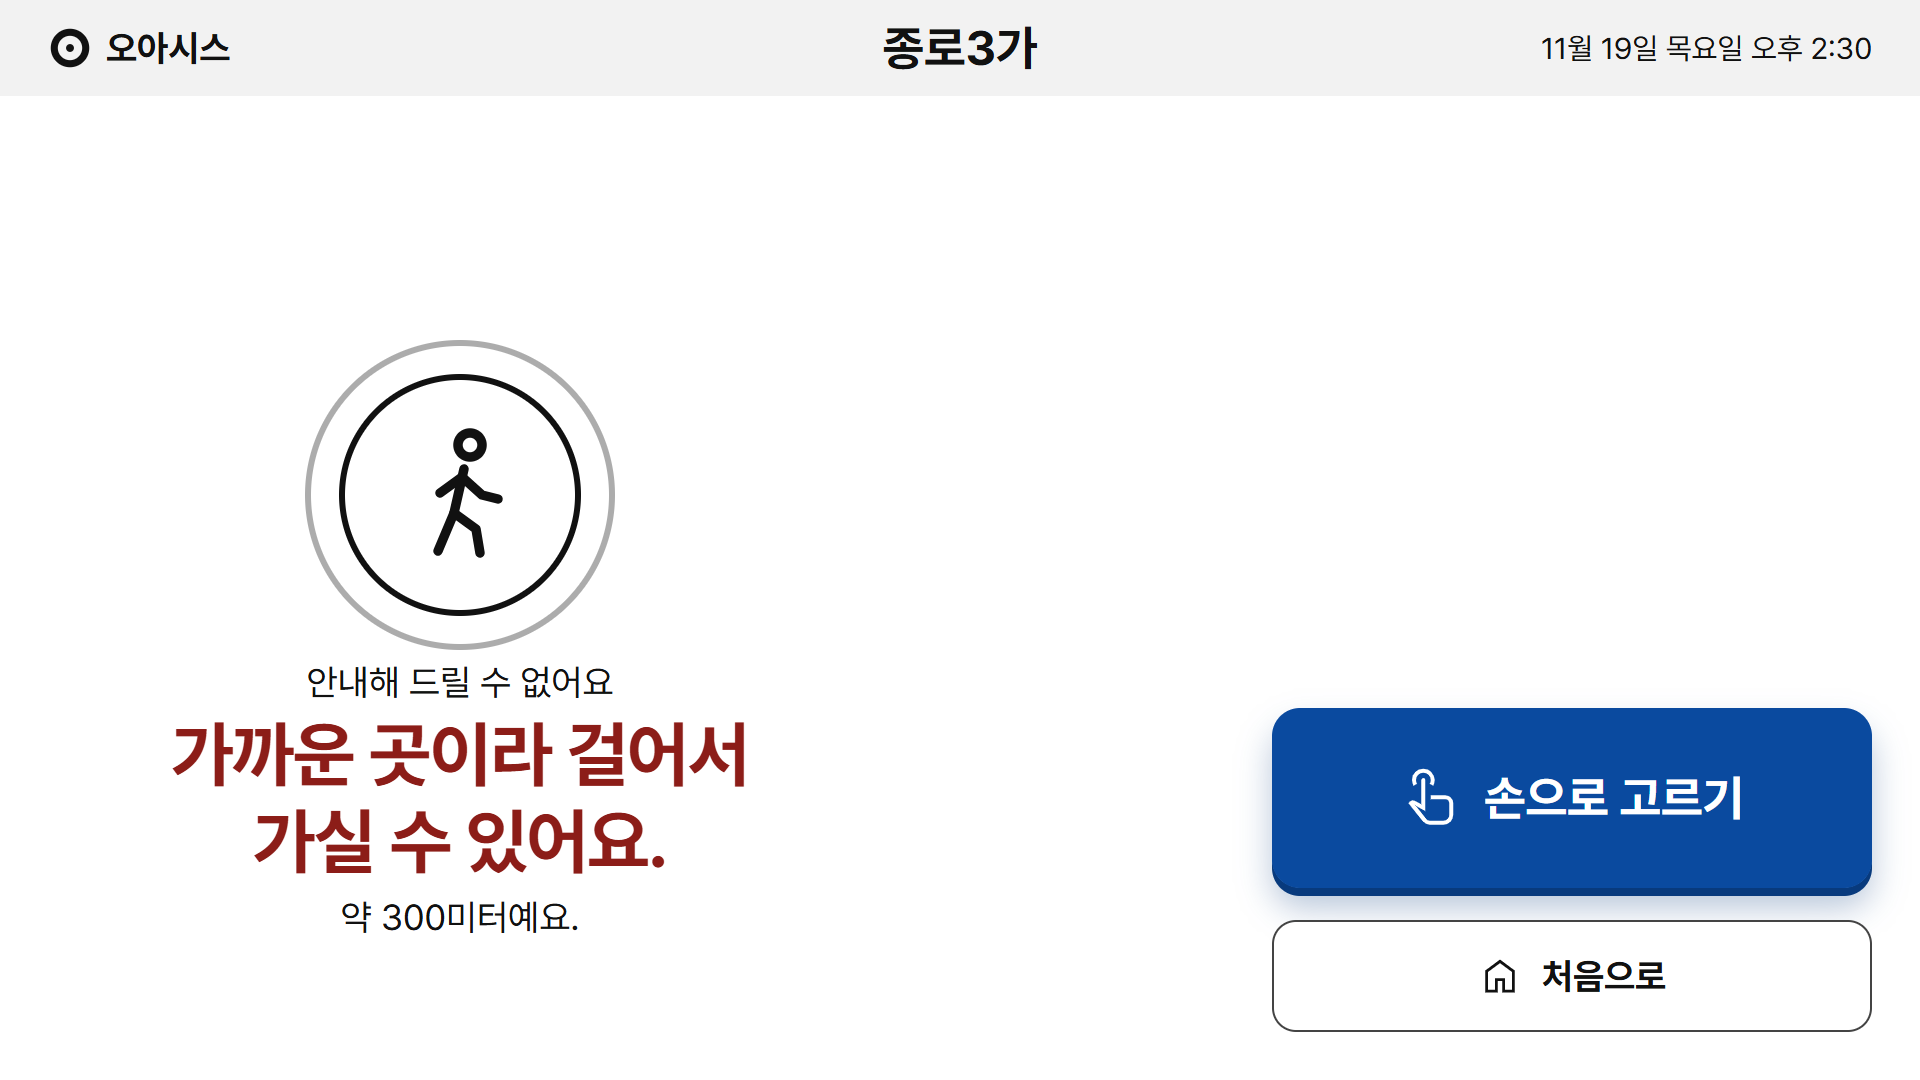 오아시스
종로3가
11월 19일 목요일 오후 2:30
안내해 드릴 수 없어요
가까운 곳이라 걸어서
가실 수 있어요.
약 300미터예요.
손으로 고르기
처음으로